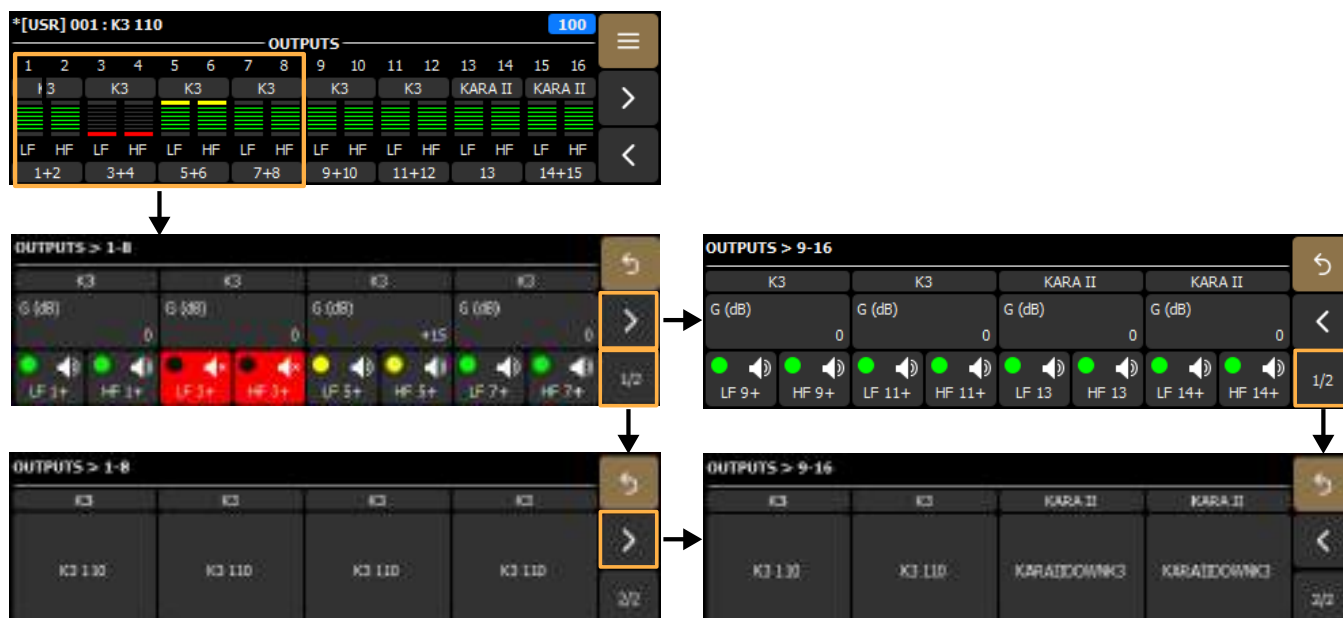 *[USR] 001 : K3 110 100
OUTPUTS
1 2 3 4 5 6 7 8 9 10 11 12 13 14 15 16
K3 K3 K3 K3 K3 K3 KARA II KARA II
LF HF LF HF LF HF LF HF LF HF LF HF LF HF LF HF
1+2 3+4 5+6 7+8 9+10 11+12 13 14+15
OUTPUTS > 1-8
K3 K3 K3 K3
G (dB) G (dB) G (dB) G (dB)
0 0 +15 0
LF 1+ HF 1+ LF 3+ HF 3+ LF 5+ HF 5+ LF 7+ HF 7+
1/2
OUTPUTS > 9-16
K3 K3 KARA II KARA II
G (dB) G (dB) G (dB) G (dB)
0 0 0 0
LF 9+ HF 9+ LF 11+ HF 11+ LF 13 HF 13 LF 14+ HF 14+
1/2
OUTPUTS > 1-8
K3 K3 K3 K3
K3 110 K3 110 K3 110 K3 110
2/2
OUTPUTS > 9-16
K3 K3 KARA II KARA II
K3 110 K3 110 KARAIIDOWNK3 KARAIIDOWNK3
2/2